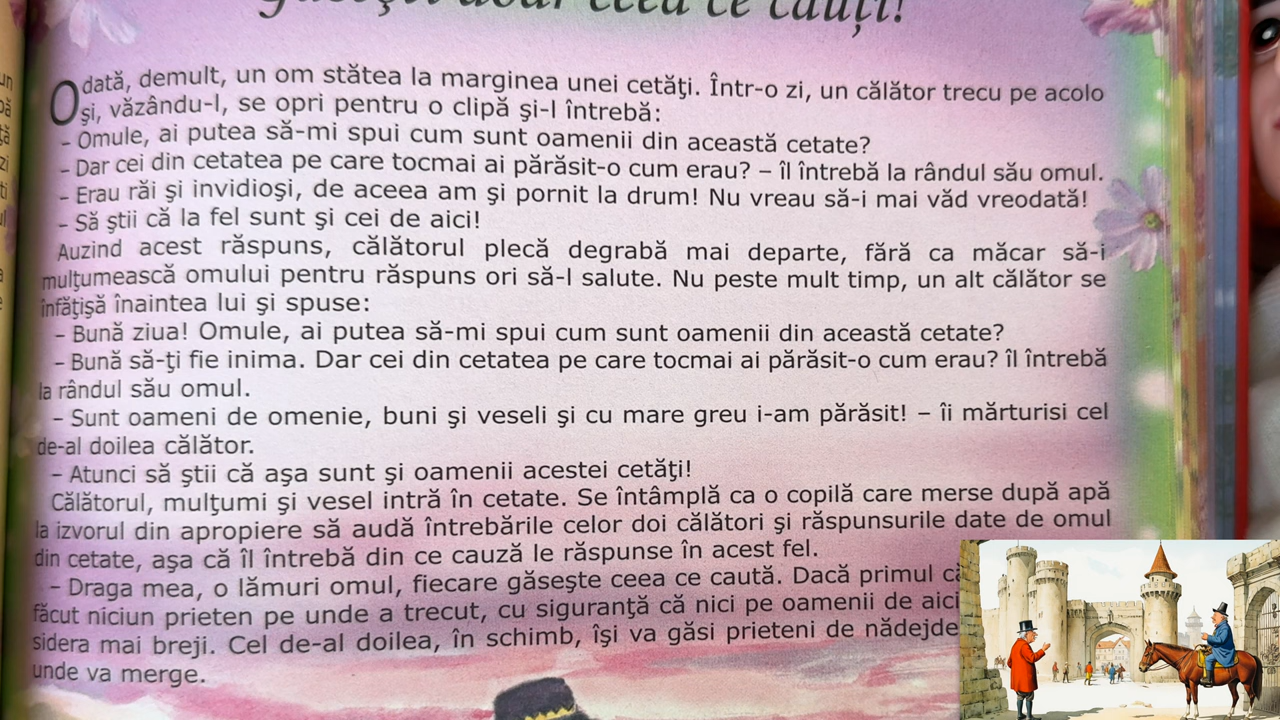 Găseşti doar ceea ce cauţi!
Odată, demult, un om stătea la marginea unei cetăţi. Într-o zi, un călător trecu pe acolo
şi, văzându-l, se opri pentru o clipă şi-l întrebă:
- Omule, ai putea să-mi spui cum sunt oamenii din această cetate?
- Dar cei din cetatea pe care tocmai ai părăsit-o cum erau? – îl întrebă la rândul său omul.
- Erau răi şi invidioşi, de aceea am şi pornit la drum! Nu vreau să-i mai văd vreodată!
- Să ştii că la fel sunt şi cei de aici!
Auzind acest răspuns, călătorul plecă degrabă mai departe, fără ca măcar să-i
mulţumească omului pentru răspuns ori să-l salute. Nu peste mult timp, un alt călător se
înfăţişă înaintea lui şi spuse:
– Bună ziua! Omule, ai putea să-mi spui cum sunt oamenii din această cetate?
– Bună să-ţi fie inima. Dar cei din cetatea pe care tocmai ai părăsit-o cum erau? îl întrebă
la rândul său omul.
– Sunt oameni de omenie, buni şi veseli şi cu mare greu i-am părăsit! – îi mărturisi cel
de-al doilea călător.
– Atunci să ştii că aşa sunt şi oamenii acestei cetăţi!
Călătorul, mulţumi şi vesel intră în cetate. Se întâmplă ca o copilă care merse după apă
la izvorul din apropiere să audă întrebările celor doi călători şi răspunsurile date de omul
din cetate, aşa că îl întrebă din ce cauză le răspunse în acest fel.
– Draga mea, o lămuri omul, fiecare găseşte ceea ce caută. Dacă primul
făcut niciun prieten pe unde a trecut, cu siguranţă că nici pe oamenii de aici
sidera mai breji. Cel de-al doilea, în schimb, îşi va găsi prieteni de nădejde
unde va merge.